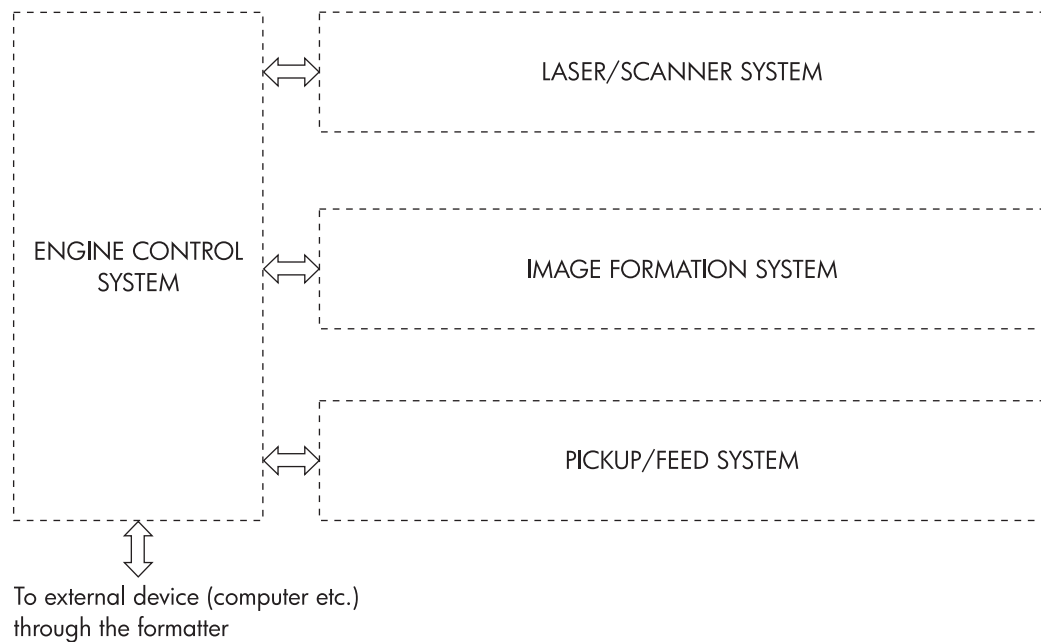 LASER/SCANNER SYSTEM
ENGINE CONTROL
SYSTEM
IMAGE FORMATION SYSTEM
PICKUP/FEED SYSTEM
To external device (computer etc.)
through the formatter